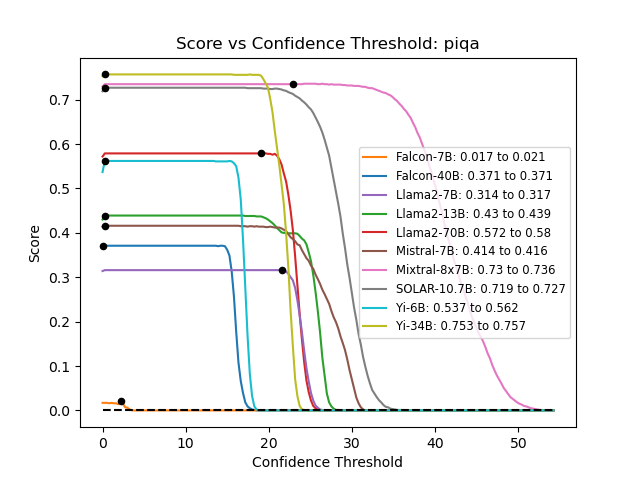 Score vs Confidence Threshold: piqa
Score
0.7
0.6
0.5
0.4
0.3
0.2
0.1
0.0
Falcon-7B: 0.017 to 0.021
Falcon-40B: 0.371 to 0.371
Llama2-7B: 0.314 to 0.317
Llama2-13B: 0.43 to 0.439
Llama2-70B: 0.572 to 0.58
Mistral-7B: 0.414 to 0.416
Mixtral-8x7B: 0.73 to 0.736
SOLAR-10.7B: 0.719 to 0.727
Yi-6B: 0.537 to 0.562
Yi-34B: 0.753 to 0.757
0 10 20 30 40 50
Confidence Threshold